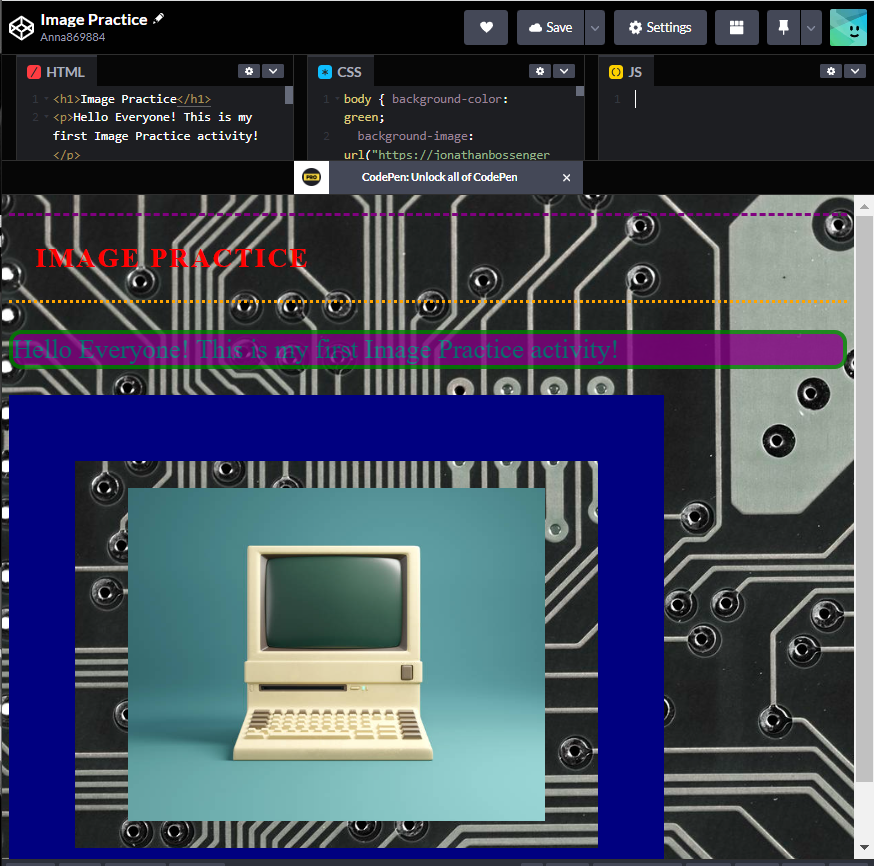 Image Practice
Anna869884
Save
Settings
HTML
CSS
JS
1 <h1>Image Practice</h1>
2 <p>Hello Everyone! This is my
first Image Practice activity!
</p>
1 body { background-color:
green;
2 background-image:
url("https://jonathanbossenger
1
PRO
CodePen: Unlock all of CodePen
×
IMAGE PRACTICE
Hello Everyone! This is my first Image Practice activity!